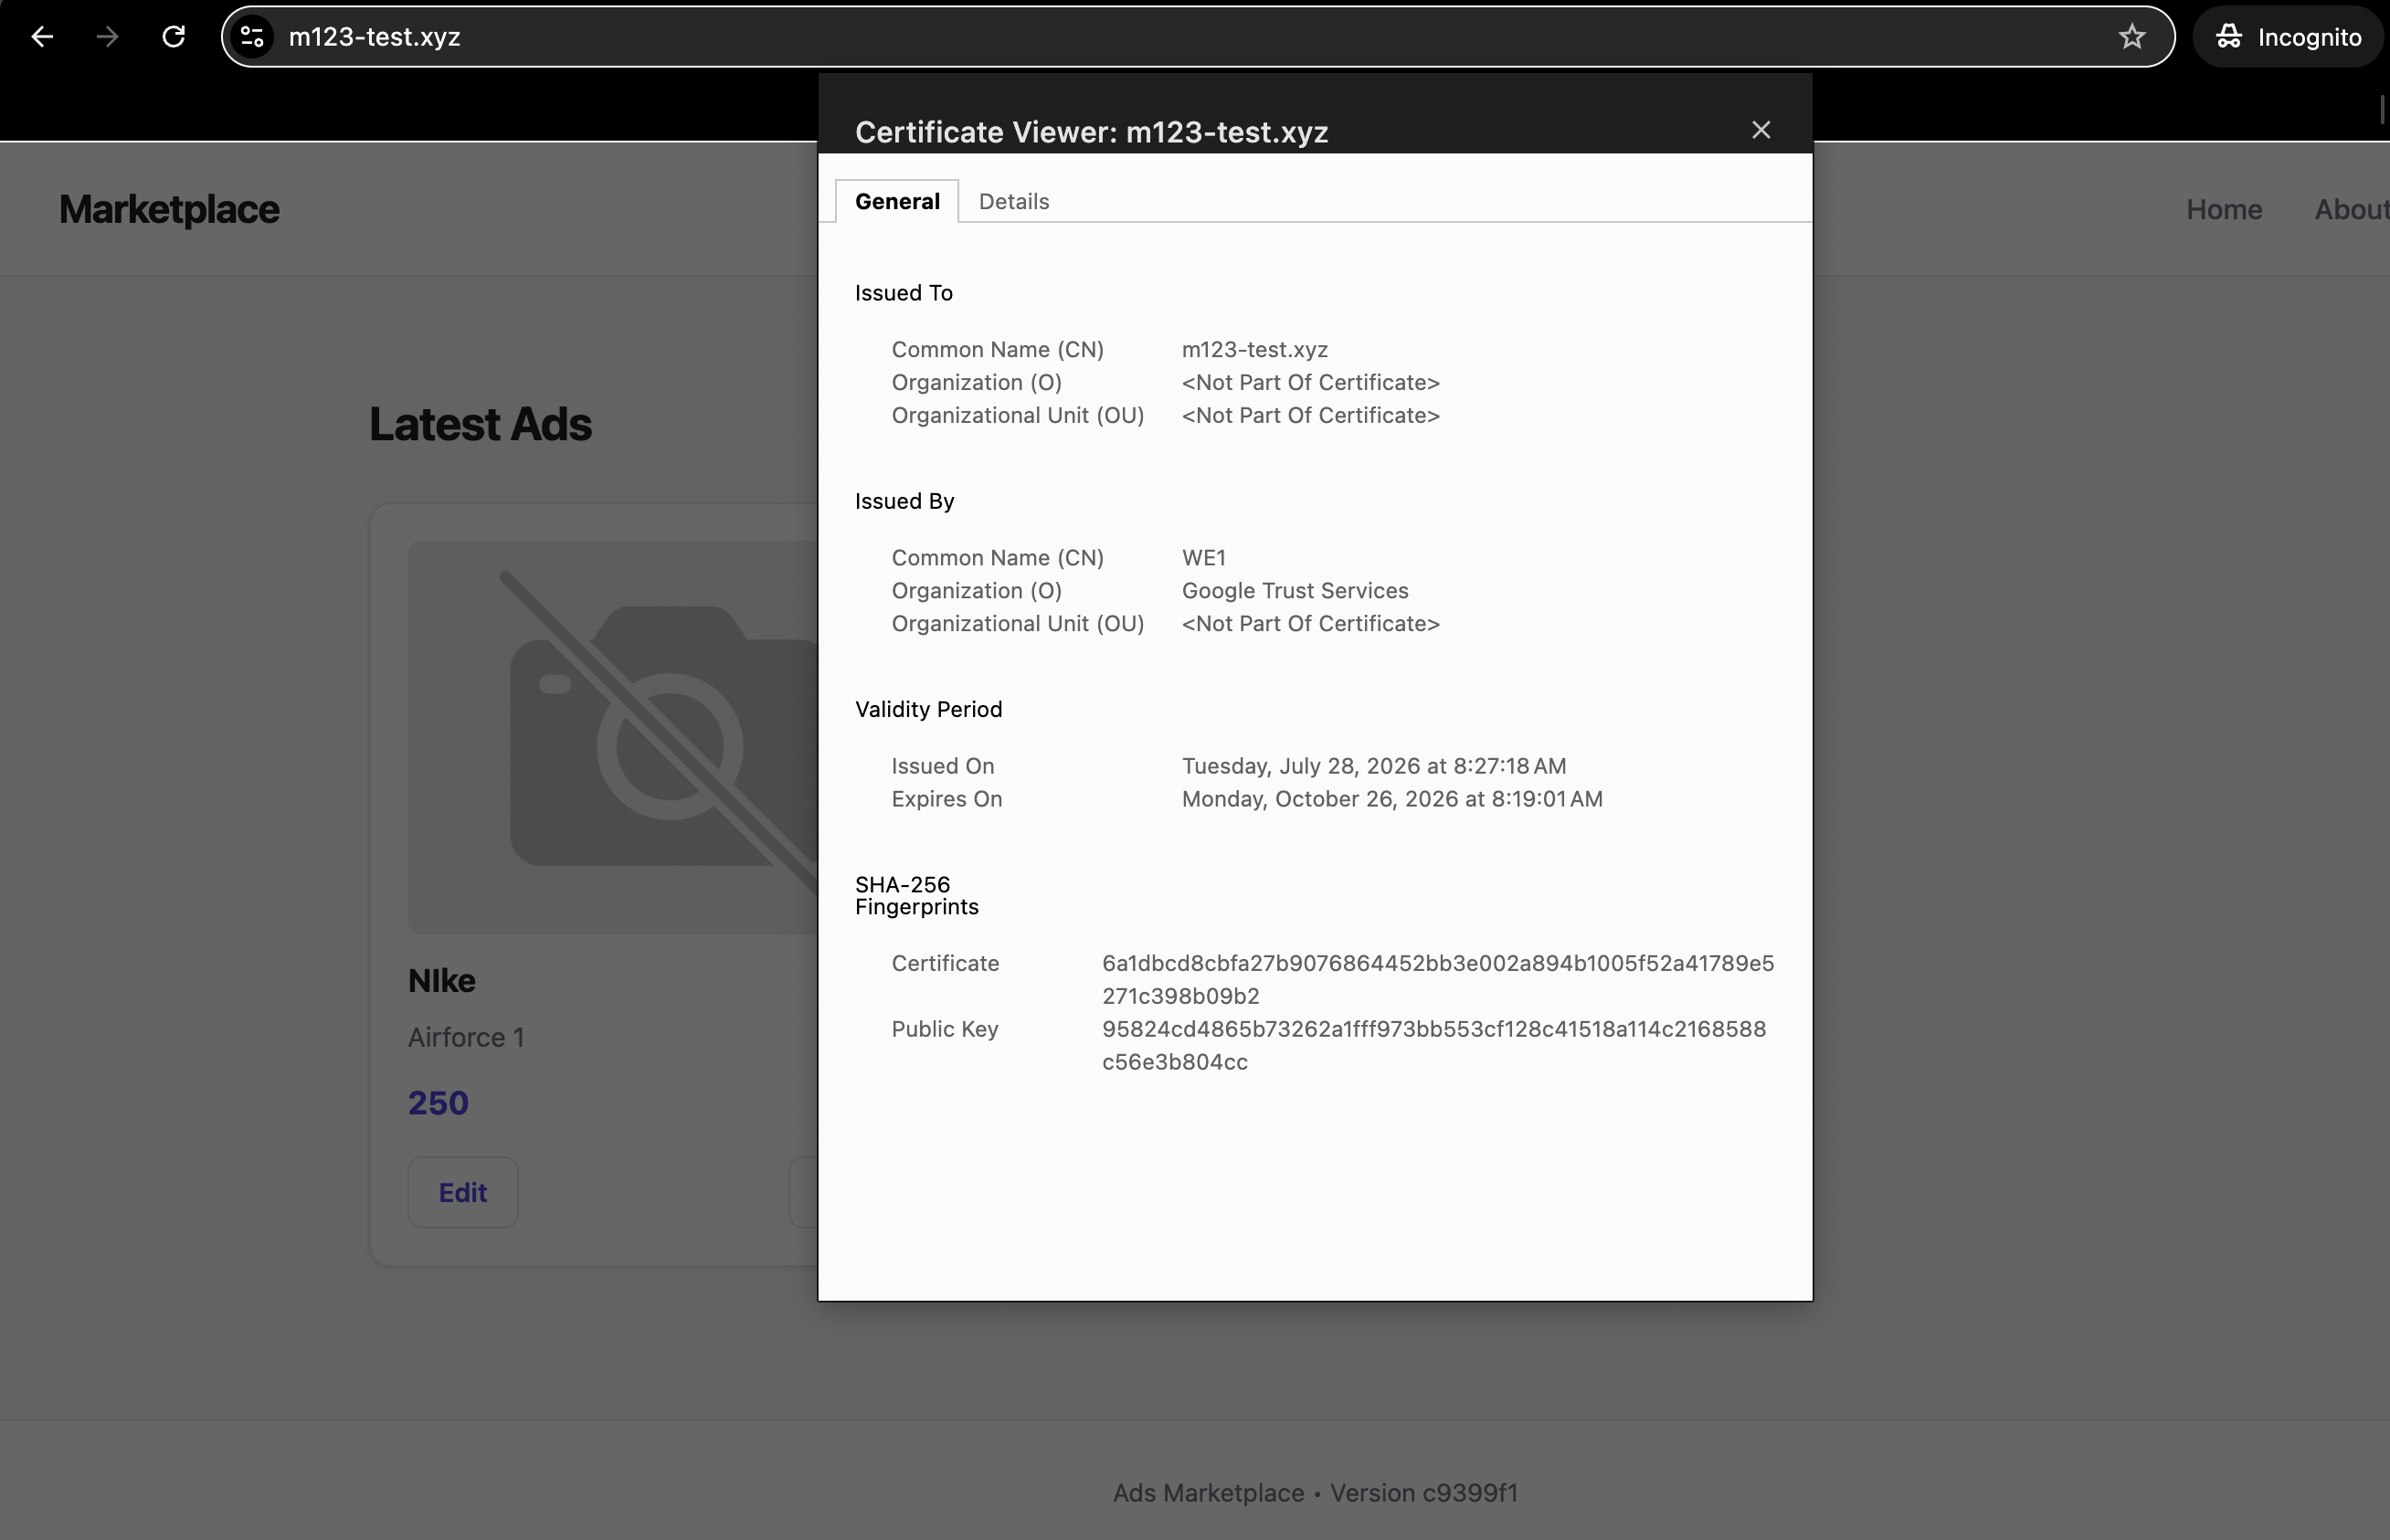 m123-test.xyz
Incognito
Certificate Viewer: m123-test.xyz
General
Details
Marketplace
Home
About
Issued To
Common Name (CN) m123-test.xyz
Organization (O) <Not Part Of Certificate>
Organizational Unit (OU) <Not Part Of Certificate>
Latest Ads
Issued By
Common Name (CN) WE1
Organization (O) Google Trust Services
Organizational Unit (OU) <Not Part Of Certificate>
Validity Period
Issued On Tuesday, July 28, 2026 at 8:27:18 AM
Expires On Monday, October 26, 2026 at 8:19:01 AM
SHA-256
Fingerprints
Certificate 6a1dbcd8cbfa27b9076864452bb3e002a894b1005f52a41789e5
271c398b09b2
Public Key 95824cd4865b73262a1fff973bb553cf128c41518a114c2168588
c56e3b804cc
NIke
Airforce 1
250
Edit
Ads Marketplace • Version c9399f1